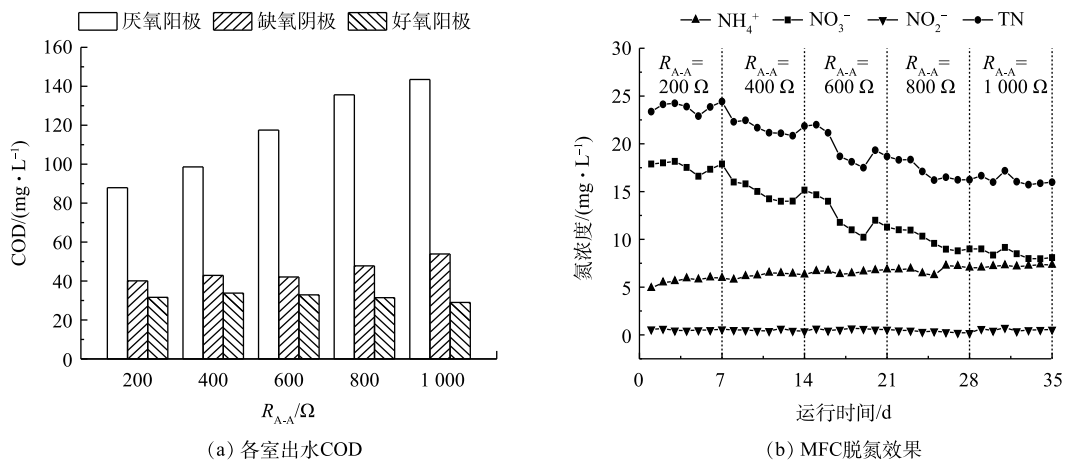 厌氧阳极 缺氧阴极 好氧阳极
160
140
120
100
80
60
40
20
0
COD/(mg·L⁻¹)
200 400 600 800 1 000
R_A-A/Ω
(a) 各室出水COD
NH₄⁺ NO₃⁻ NO₂⁻ TN
30
25
20
15
10
5
0
氮浓度/(mg·L⁻¹)
R_A-A= R_A-A= R_A-A= R_A-A= R_A-A=
200 Ω 400 Ω 600 Ω 800 Ω 1 000 Ω
0 7 14 21 28 35
运行时间/d
(b) MFC脱氮效果